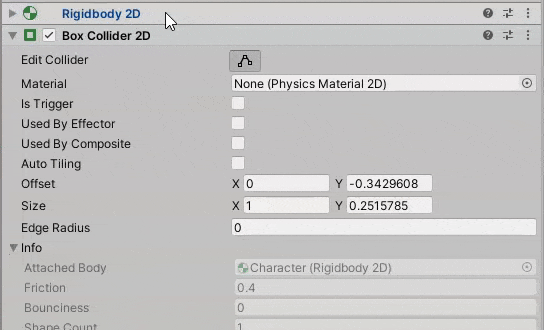 Rigidbody 2D
Box Collider 2D
Edit Collider
Material None (Physics Material 2D)
Is Trigger
Used By Effector
Used By Composite
Auto Tiling
Offset X 0 Y -0.3429608
Size X 1 Y 0.2515785
Edge Radius 0
Info
Attached Body Character (Rigidbody 2D)
Friction 0.4
Bounciness 0
Shape Count 1